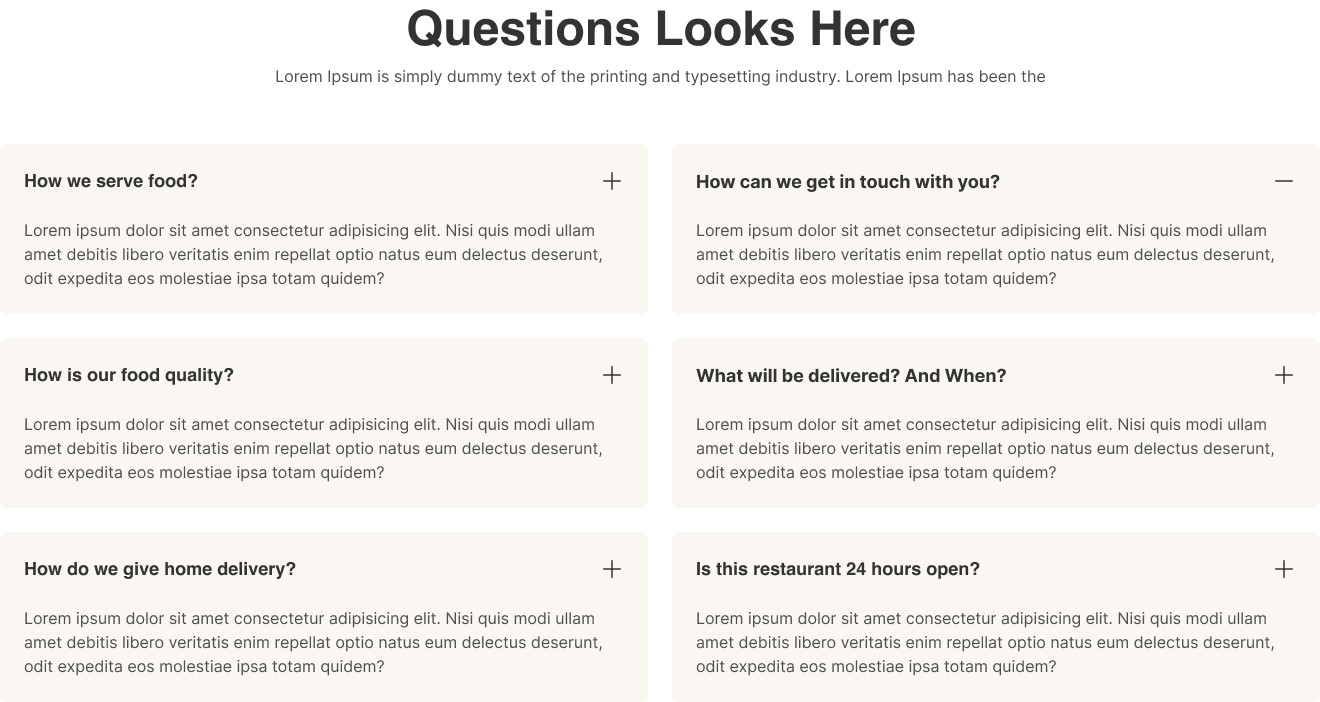 Questions Looks Here
Lorem Ipsum is simply dummy text of the printing and typesetting industry. Lorem Ipsum has been the
How we serve food?
Lorem ipsum dolor sit amet consectetur adipisicing elit. Nisi quis modi ullam
amet debitis libero veritatis enim repellat optio natus eum delectus deserunt,
odit expedita eos molestiae ipsa totam quidem?
How can we get in touch with you?
Lorem ipsum dolor sit amet consectetur adipisicing elit. Nisi quis modi ullam
amet debitis libero veritatis enim repellat optio natus eum delectus deserunt,
odit expedita eos molestiae ipsa totam quidem?
How is our food quality?
Lorem ipsum dolor sit amet consectetur adipisicing elit. Nisi quis modi ullam
amet debitis libero veritatis enim repellat optio natus eum delectus deserunt,
odit expedita eos molestiae ipsa totam quidem?
What will be delivered? And When?
Lorem ipsum dolor sit amet consectetur adipisicing elit. Nisi quis modi ullam
amet debitis libero veritatis enim repellat optio natus eum delectus deserunt,
odit expedita eos molestiae ipsa totam quidem?
How do we give home delivery?
Lorem ipsum dolor sit amet consectetur adipisicing elit. Nisi quis modi ullam
amet debitis libero veritatis enim repellat optio natus eum delectus deserunt,
odit expedita eos molestiae ipsa totam quidem?
Is this restaurant 24 hours open?
Lorem ipsum dolor sit amet consectetur adipisicing elit. Nisi quis modi ullam
amet debitis libero veritatis enim repellat optio natus eum delectus deserunt,
odit expedita eos molestiae ipsa totam quidem?